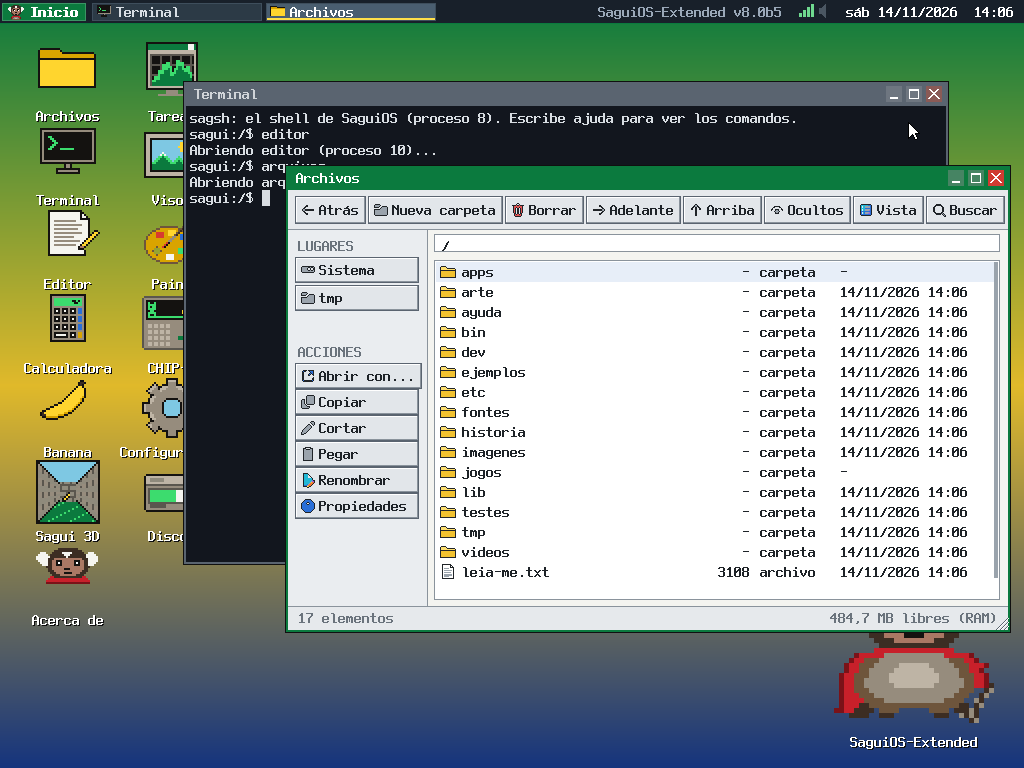 Inicio
Terminal
Archivos
SaguiOS-Extended v8.0b5
sáb 14/11/2026 14:06
Archivos
Terminal
Editor
Calculadora
CHIP-
Banana
Configur
Sagui 3D
Disco
Acerca de
Terminal
sagsh: el shell de SaguiOS (proceso 8). Escribe ajuda para ver los comandos.
sagui:/$ editor
Abriendo editor (proceso 10)...
sagui:/$ arquivos
Abriendo arq
sagui:/$
Archivos
Atrás
Nueva carpeta
Borrar
Adelante
Arriba
Ocultos
Vista
Buscar
LUGARES
Sistema
tmp
ACCIONES
Abrir con...
Copiar
Cortar
Pegar
Renombrar
Propiedades
/
apps - carpeta -
arte - carpeta 14/11/2026 14:06
ayuda - carpeta 14/11/2026 14:06
bin - carpeta 14/11/2026 14:06
dev - carpeta 14/11/2026 14:06
ejemplos - carpeta 14/11/2026 14:06
etc - carpeta 14/11/2026 14:06
fontes - carpeta 14/11/2026 14:06
historia - carpeta 14/11/2026 14:06
imagenes - carpeta 14/11/2026 14:06
jogos - carpeta -
lib - carpeta 14/11/2026 14:06
testes - carpeta 14/11/2026 14:06
tmp - carpeta 14/11/2026 14:06
videos - carpeta 14/11/2026 14:06
leia-me.txt 3108 archivo 14/11/2026 14:06
17 elementos
484,7 MB libres (RAM)
SaguiOS-Extended